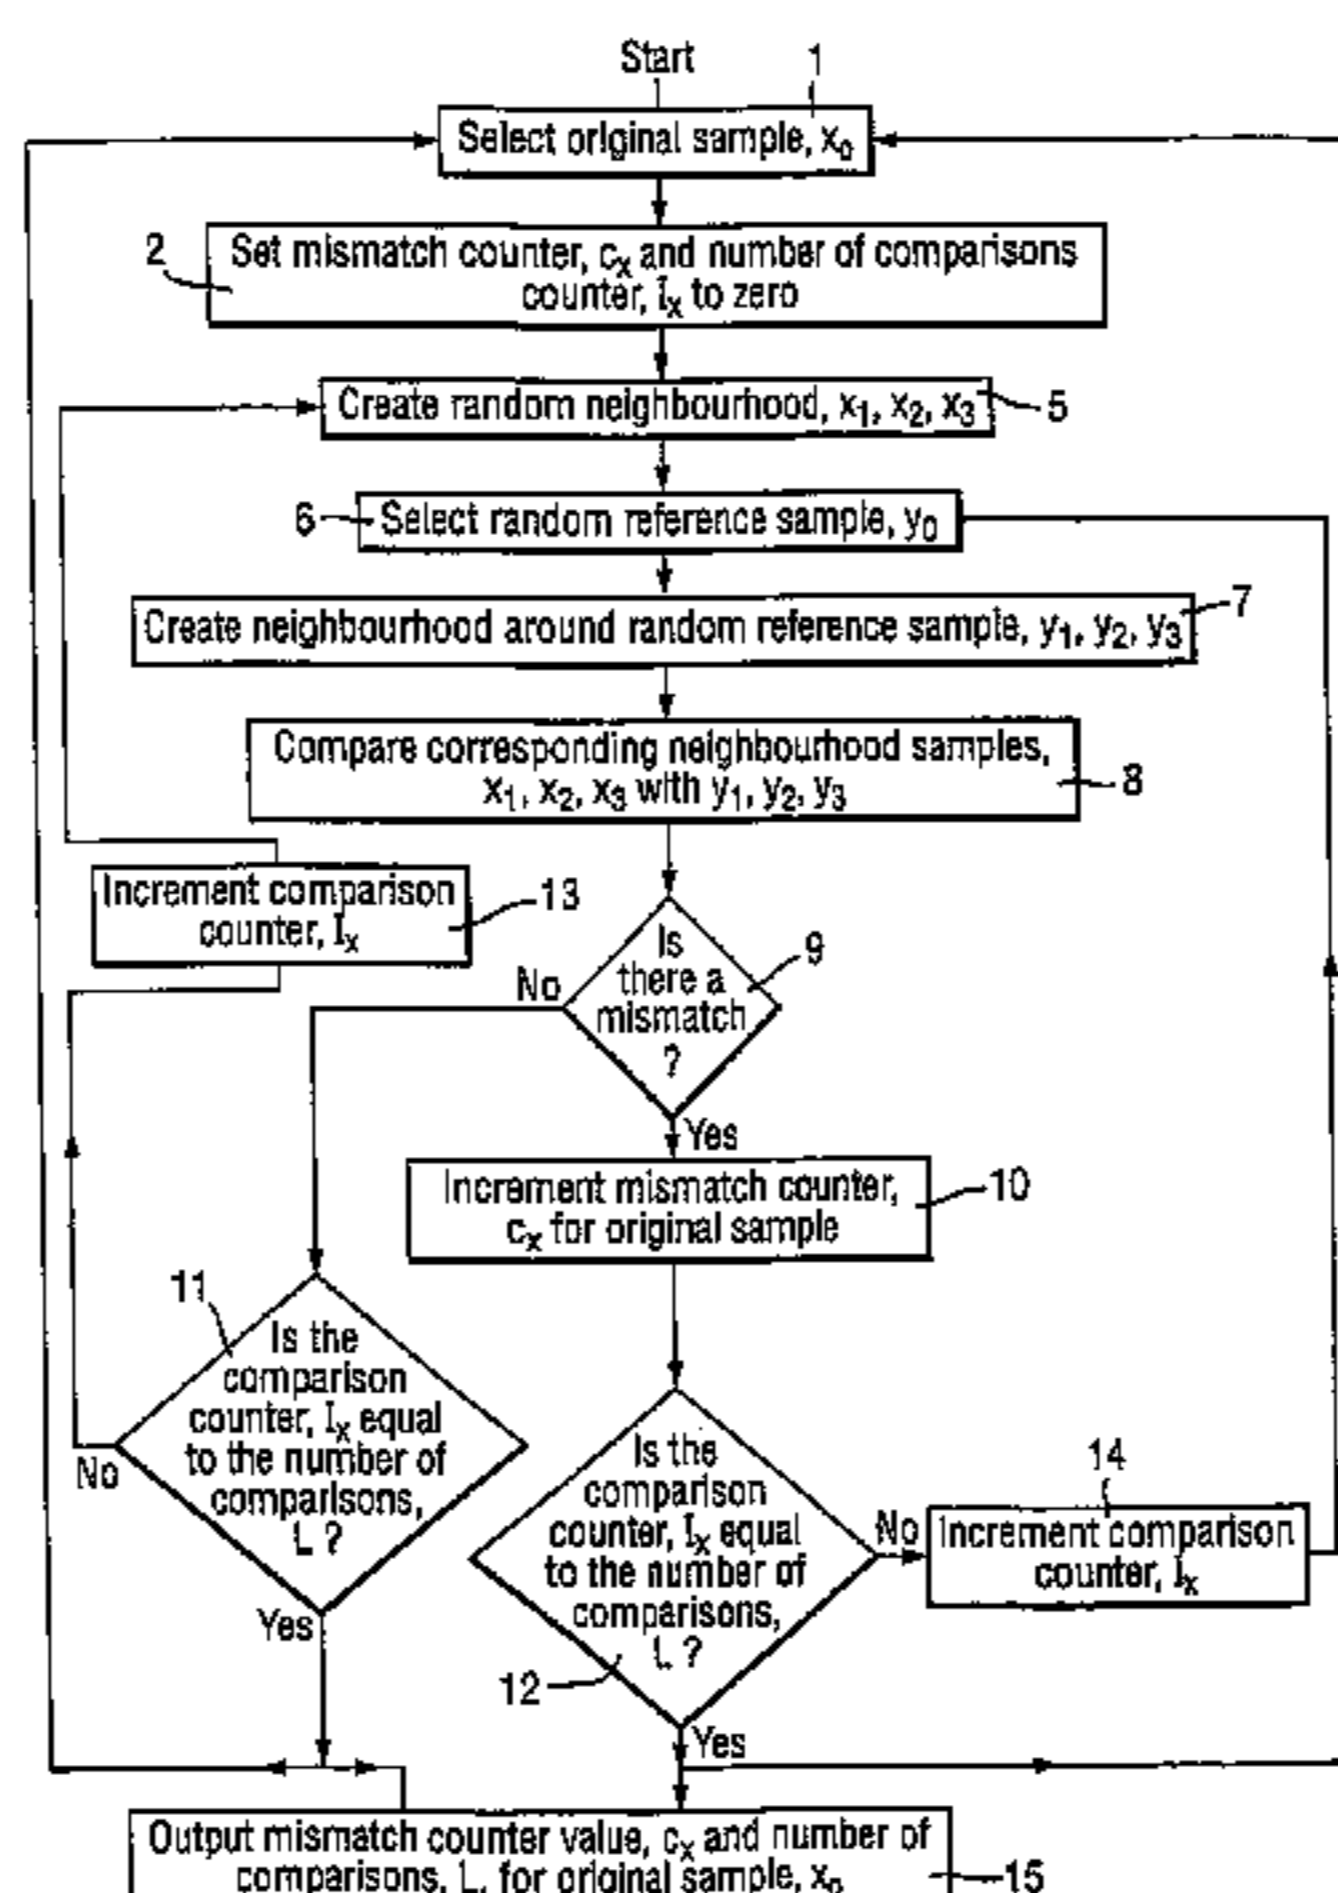 Start
1
Select original sample, x₀
2
Set mismatch counter, cₓ and number of comparisons
counter, Iₓ to zero
Create random neighbourhood, x₁, x₂, x₃
5
6
Select random reference sample, y₀
7
Create neighbourhood around random reference sample, y₁, y₂, y₃
Compare corresponding neighbourhood samples,
x₁, x₂, x₃ with y₁, y₂, y₃
8
Increment comparison
counter, Iₓ
13
Is
there a
mismatch
?
9
No
Yes
Increment mismatch counter,
cₓ for original sample
10
11
Is the
comparison
counter, Iₓ equal
to the number of
comparisons,
L ?
No
Yes
Is the
comparison
counter, Iₓ equal
to the number of
comparisons,
L ?
12
No
Yes
14
Increment comparison
counter, Iₓ
Output mismatch counter value, cₓ and number of
comparisons, L, for original sample, x₀
15